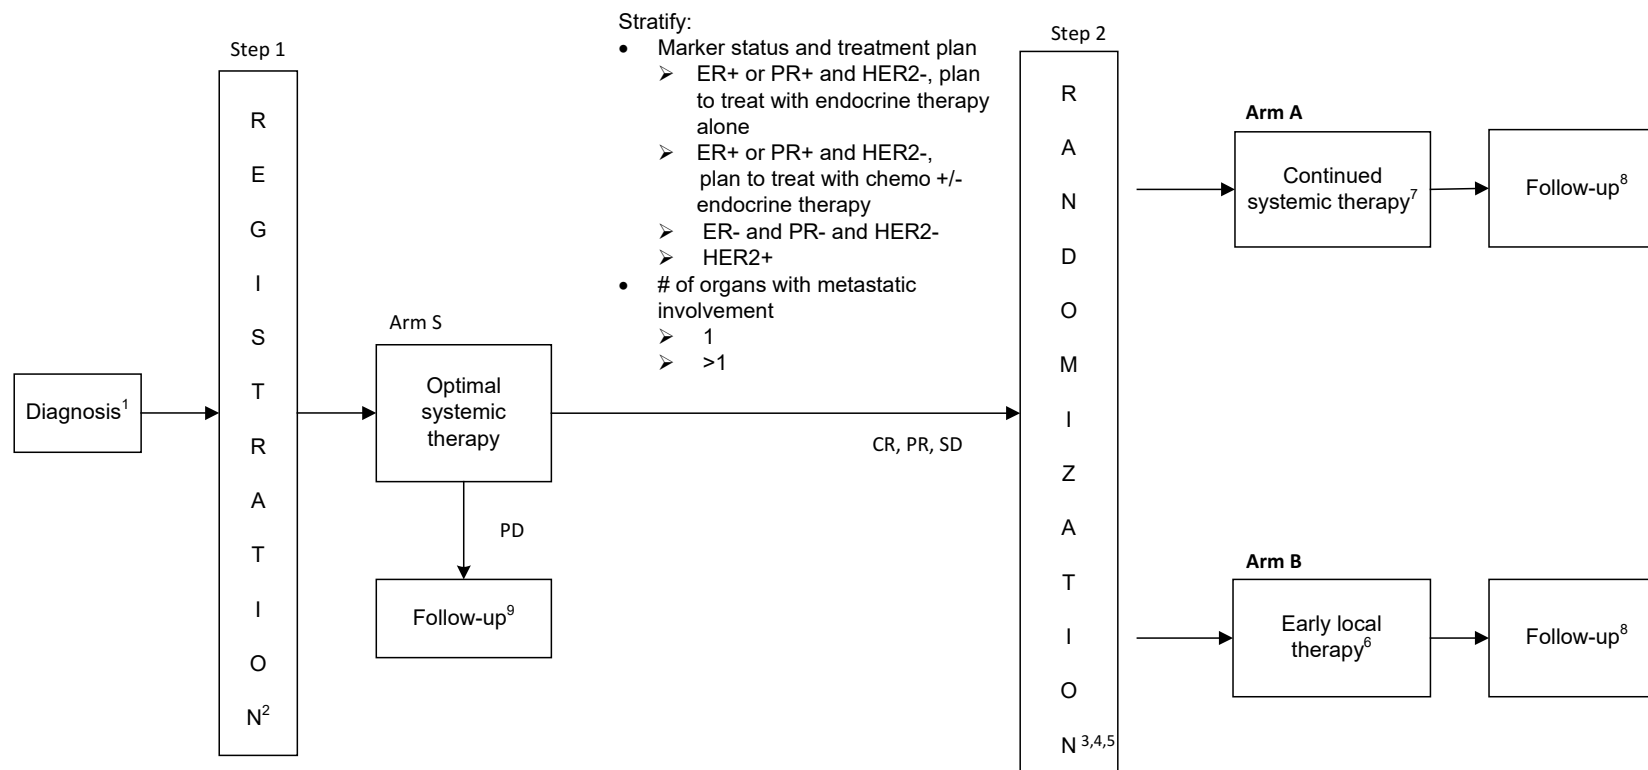 Step 1
REGISTRATION2
Diagnosis1
Arm S
Optimal
systemic
therapy
PD
Follow-up9
Stratify:
• Marker status and treatment plan
➢ ER+ or PR+ and HER2-, plan
to treat with endocrine therapy
alone
➢ ER+ or PR+ and HER2-,
plan to treat with chemo +/-
endocrine therapy
➢ ER- and PR- and HER2-
➢ HER2+
• # of organs with metastatic
involvement
➢ 1
➢ >1
CR, PR, SD
Step 2
RANDOMIZATION3,4,5
Arm A
Continued
systemic therapy7
Follow-up8
Arm B
Early local
therapy6
Follow-up8